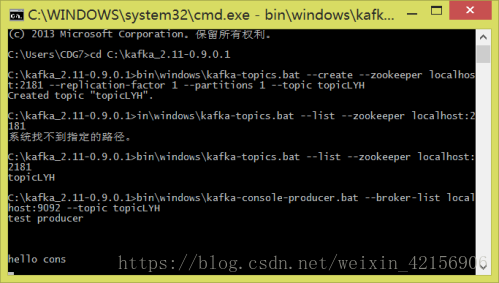 C:\WINDOWS\system32\cmd.exe - bin\windows\kafk...
(c) 2013 Microsoft Corporation. 保留所有权利。
C:\Users\CDG7>cd C:\kafka_2.11-0.9.0.1
C:\kafka_2.11-0.9.0.1>bin\windows\kafka-topics.bat --create --zookeeper localhos
t:2181 --replication-factor 1 --partitions 1 --topic topicLYH
Created topic "topicLYH".
C:\kafka_2.11-0.9.0.1>in\windows\kafka-topics.bat --list --zookeeper localhost:2
181
系统找不到指定的路径。
C:\kafka_2.11-0.9.0.1>bin\windows\kafka-topics.bat --list --zookeeper localhost:
2181
topicLYH
C:\kafka_2.11-0.9.0.1>bin\windows\kafka-console-producer.bat --broker-list local
host:9092 --topic topicLYH
test producer
hello cons
https://blog.csdn.net/weixin_42156906